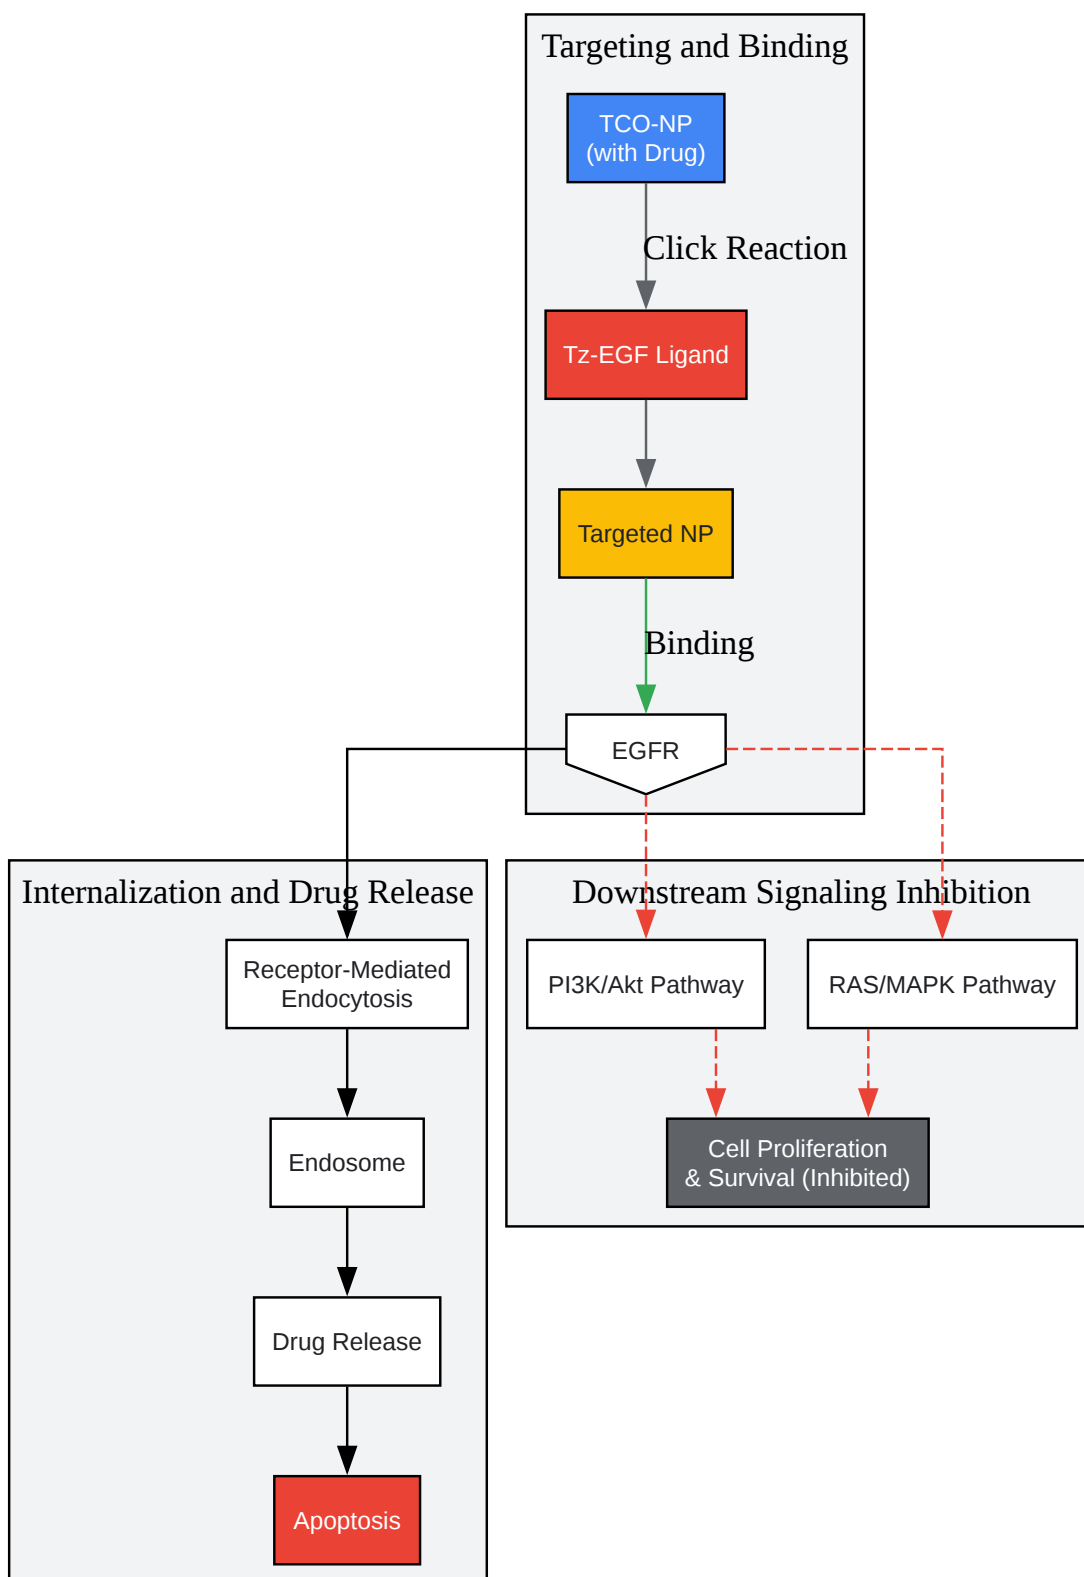 Targeting and Binding
TCO-NP
(with Drug)
Click Reaction
Tz-EGF Ligand
Targeted NP
Binding
EGFR
Internalization and Drug Release
Receptor-Mediated
Endocytosis
Endosome
Drug Release
Apoptosis
Downstream Signaling Inhibition
PI3K/Akt Pathway
RAS/MAPK Pathway
Cell Proliferation
& Survival (Inhibited)